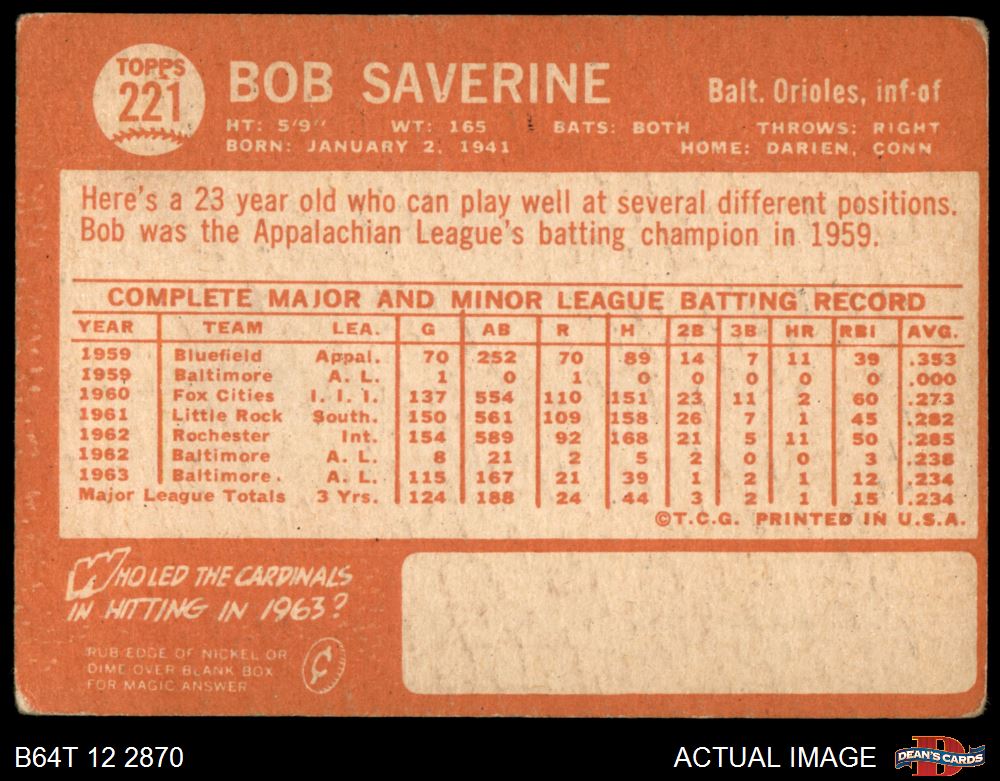 TOPPS
221
BOB SAVERINE
Balt. Orioles, inf-of
HT: 5'9" WT: 165 BATS: BOTH THROWS: RIGHT
BORN: JANUARY 2, 1941 HOME: DARIEN, CONN
Here's a 23 year old who can play well at several different positions.
Bob was the Appalachian League's batting champion in 1959.
COMPLETE MAJOR AND MINOR LEAGUE BATTING RECORD
YEAR TEAM LEA. G AB R H 2B 3B HR RBI AVG.
1959 Bluefield Appal. 70 252 70 89 14 7 11 39 .353
1959 Baltimore A. L. 1 0 1 0 0 0 0 0 .000
1960 Fox Cities I. I. I. 137 554 110 151 23 11 2 60 .273
1961 Little Rock South. 150 561 109 158 26 7 1 45 .282
1962 Rochester Int. 154 589 92 168 21 5 11 50 .285
1962 Baltimore A. L. 8 21 2 5 2 0 0 3 .238
1963 Baltimore. A. L. 115 167 21 39 1 2 1 12 .234
Major League Totals 3 Yrs. 124 188 24 44 3 2 1 15 .234
©T.C.G. PRINTED IN U.S.A.
WHO LED THE CARDINALS
IN HITTING IN 1963?
RUB EDGE OF NICKEL OR
DIME OVER BLANK BOX
FOR MAGIC ANSWER
¢
B64T 12 2870
ACTUAL IMAGE
D
DEAN'S CARDS